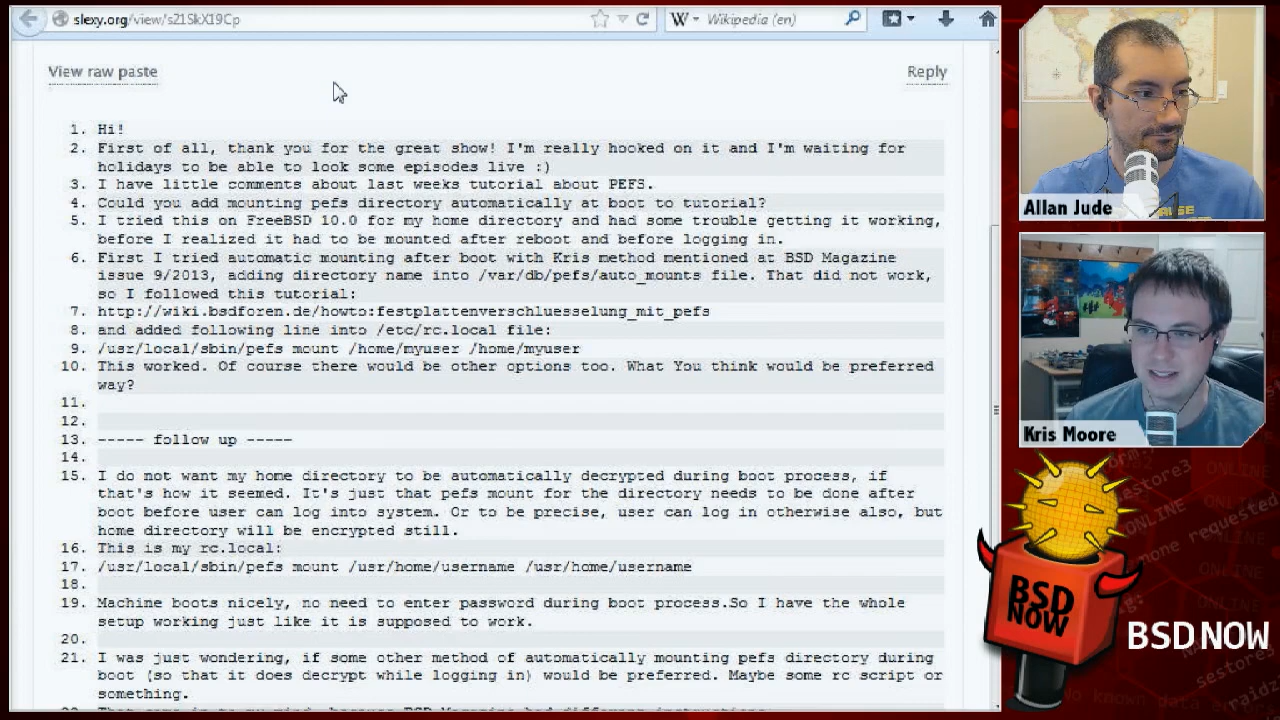 slexy.org/view/s21SkX19Cp
Wikipedia (en)
View raw paste
Reply
1. Hi!
2. First of all, thank you for the great show! I'm really hooked on it and I'm waiting for
holidays to be able to look some episodes live :)
3. I have little comments about last weeks tutorial about PEFS.
4. Could you add mounting pefs directory automatically at boot to tutorial?
5. I tried this on FreeBSD 10.0 for my home directory and had some trouble getting it working,
before I realized it had to be mounted after reboot and before logging in.
6. First I tried automatic mounting after boot with Kris method mentioned at BSD Magazine
issue 9/2013, adding directory name into /var/db/pefs/auto_mounts file. That did not work,
so I followed this tutorial:
7. http://wiki.bsdforen.de/howto:festplattenverschluesselung_mit_pefs
8. and added following line into /etc/rc.local file:
9. /usr/local/sbin/pefs mount /home/myuser /home/myuser
10. This worked. Of course there would be other options too. What You think would be preferred
way?
11.
12.
13. ----- follow up -----
14.
15. I do not want my home directory to be automatically decrypted during boot process, if
that's how it seemed. It's just that pefs mount for the directory needs to be done after
boot before user can log into system. Or to be precise, user can log in otherwise also, but
home directory will be encrypted still.
16. This is my rc.local:
17. /usr/local/sbin/pefs mount /usr/home/username /usr/home/username
18.
19. Machine boots nicely, no need to enter password during boot process.So I have the whole
setup working just like it is supposed to work.
20.
21. I was just wondering, if some other method of automatically mounting pefs directory during
boot (so that it does decrypt while logging in) would be preferred. Maybe some rc script or
something.
Allan Jude
Kris Moore
BSD
NOW
BSD NOW